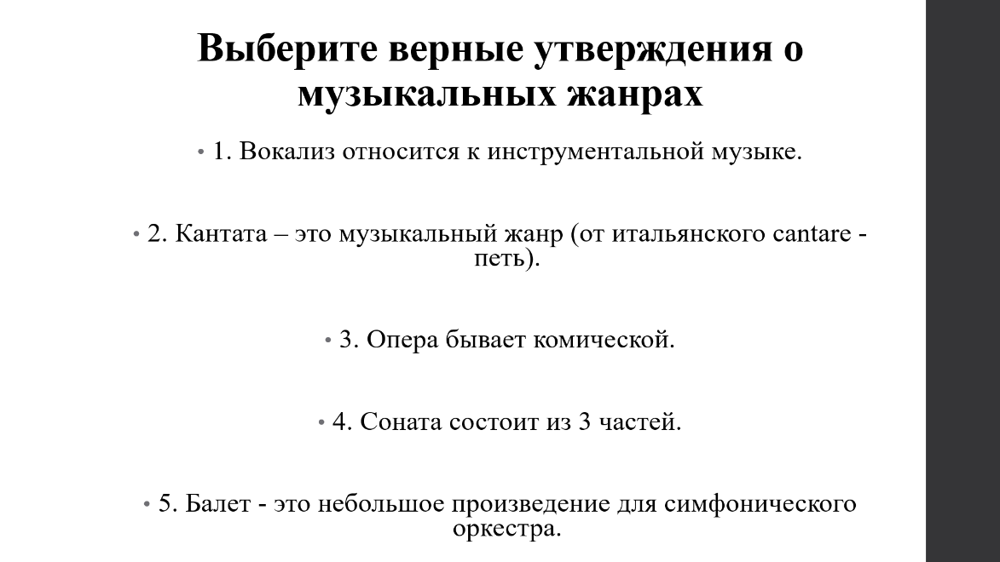 Выберите верные утверждения о
музыкальных жанрах
• 1. Вокализ относится к инструментальной музыке.
• 2. Кантата – это музыкальный жанр (от итальянского cantare -
петь).
• 3. Опера бывает комической.
• 4. Соната состоит из 3 частей.
• 5. Балет - это небольшое произведение для симфонического
оркестра.